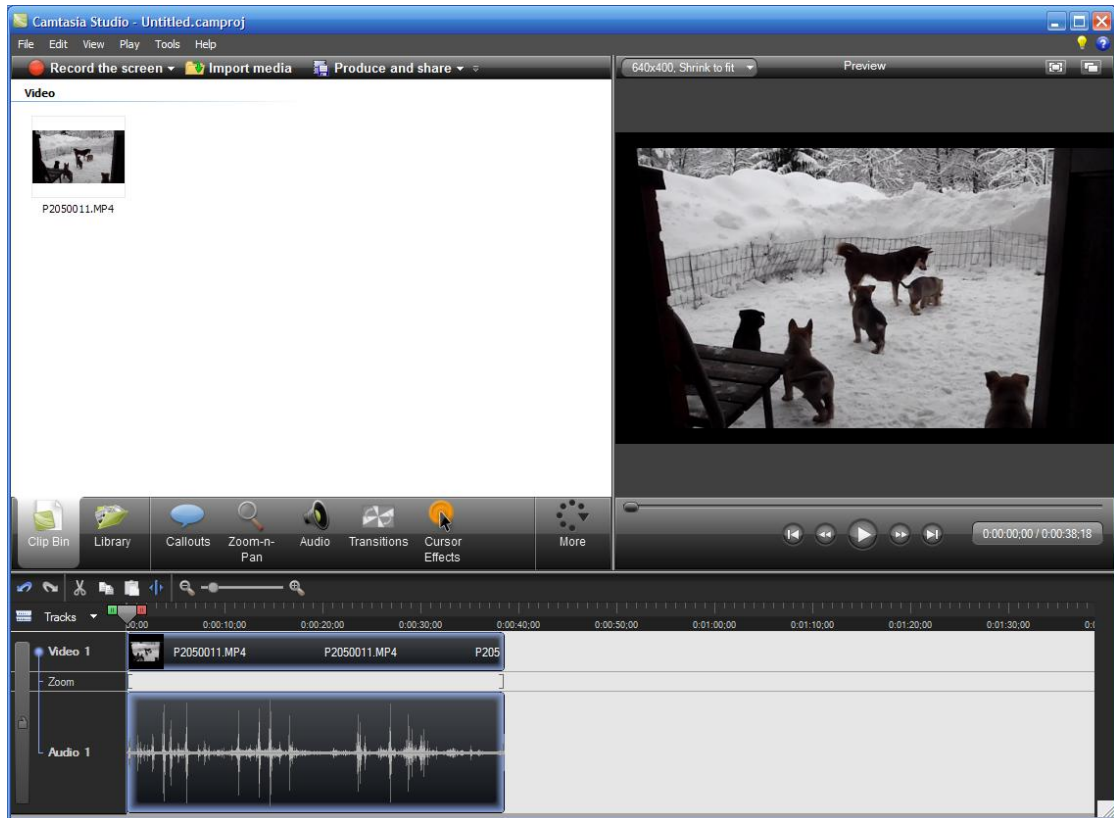 Camtasia Studio - Untitled.camproj
File Edit View Play Tools Help
Record the screen Import media Produce and share
640x400, Shrink to fit Preview
Video
P2050011.MP4
Clip Bin Library Callouts Zoom-n-Pan Audio Transitions Cursor Effects More
0:00:00;00 / 0:00:38;18
Tracks
00;00 0:00:10;00 0:00:20;00 0:00:30;00 0:00:40;00 0:00:50;00 0:01:00;00 0:01:10;00 0:01:20;00 0:01:30;00 0:0
Video 1 P2050011.MP4 P2050011.MP4 P205
Zoom
Audio 1